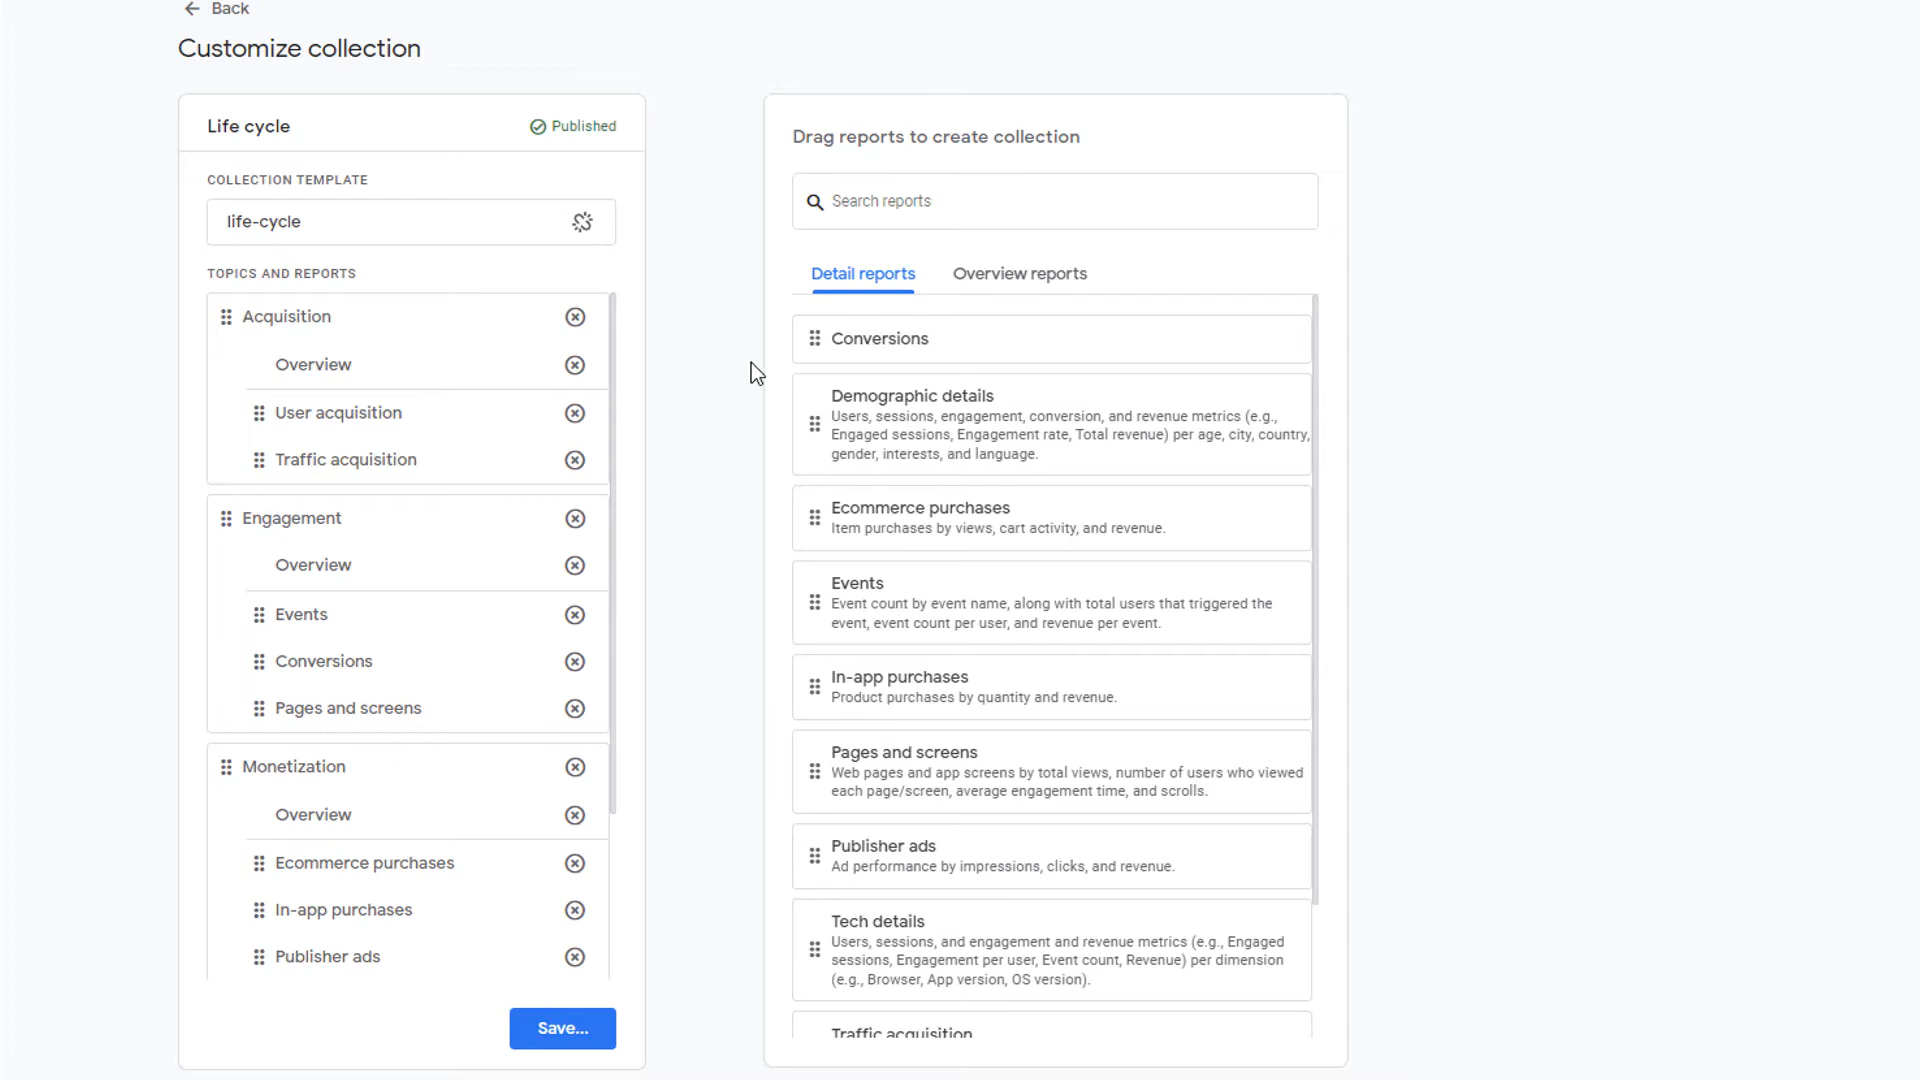 Back
Customize collection
Life cycle
Published
COLLECTION TEMPLATE
life-cycle
TOPICS AND REPORTS
Acquisition
Overview
User acquisition
Traffic acquisition
Engagement
Overview
Events
Conversions
Pages and screens
Monetization
Overview
Ecommerce purchases
In-app purchases
Publisher ads
Save...
Drag reports to create collection
Search reports
Detail reports
Overview reports
Conversions
Demographic details
Users, sessions, engagement, conversion, and revenue metrics (e.g.,
Engaged sessions, Engagement rate, Total revenue) per age, city, country,
gender, interests, and language.
Ecommerce purchases
Item purchases by views, cart activity, and revenue.
Events
Event count by event name, along with total users that triggered the
event, event count per user, and revenue per event.
In-app purchases
Product purchases by quantity and revenue.
Pages and screens
Web pages and app screens by total views, number of users who viewed
each page/screen, average engagement time, and scrolls.
Publisher ads
Ad performance by impressions, clicks, and revenue.
Tech details
Users, sessions, and engagement and revenue metrics (e.g., Engaged
sessions, Engagement per user, Event count, Revenue) per dimension
(e.g., Browser, App version, OS version).
Traffic acquisition